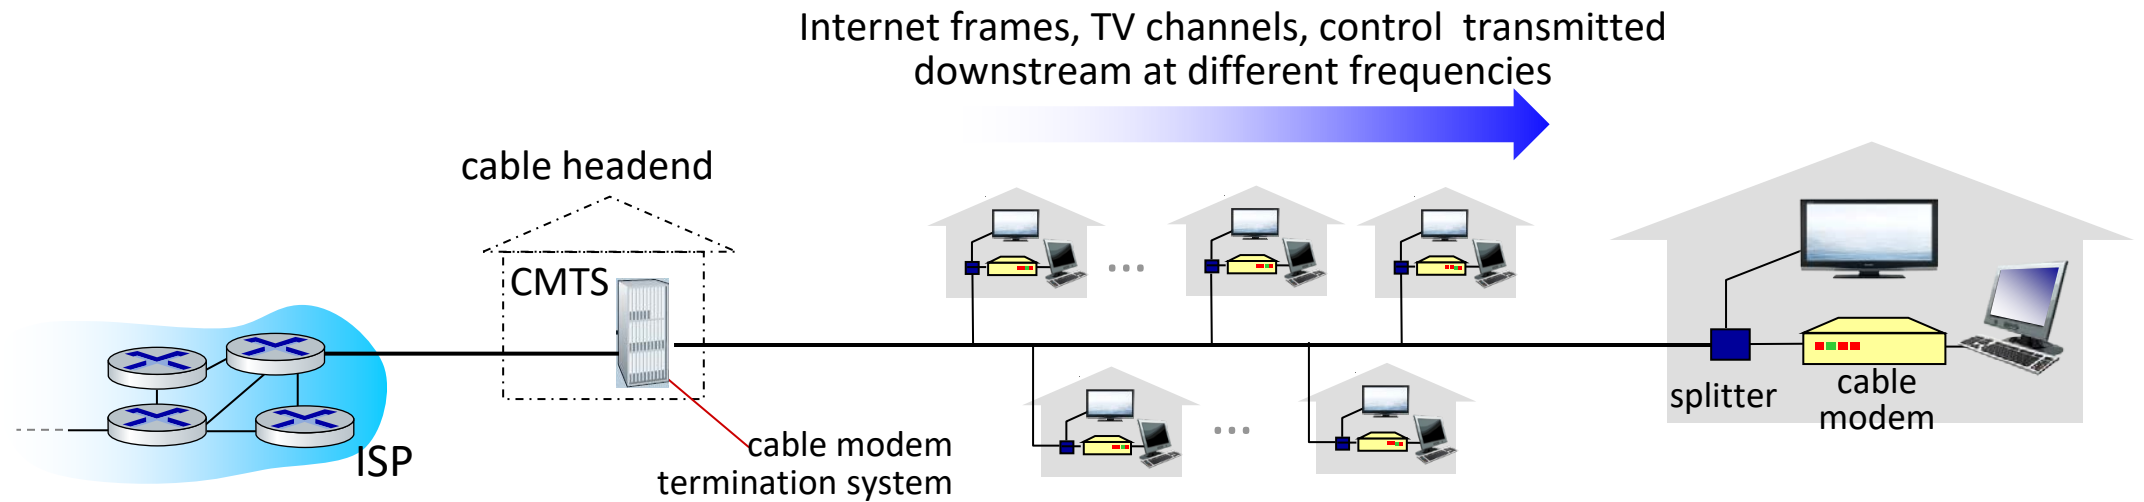 Internet frames, TV channels, control  transmitted
downstream at different frequencies
cable headend
CMTS
ISP
cable modem
termination system
splitter
cable
modem